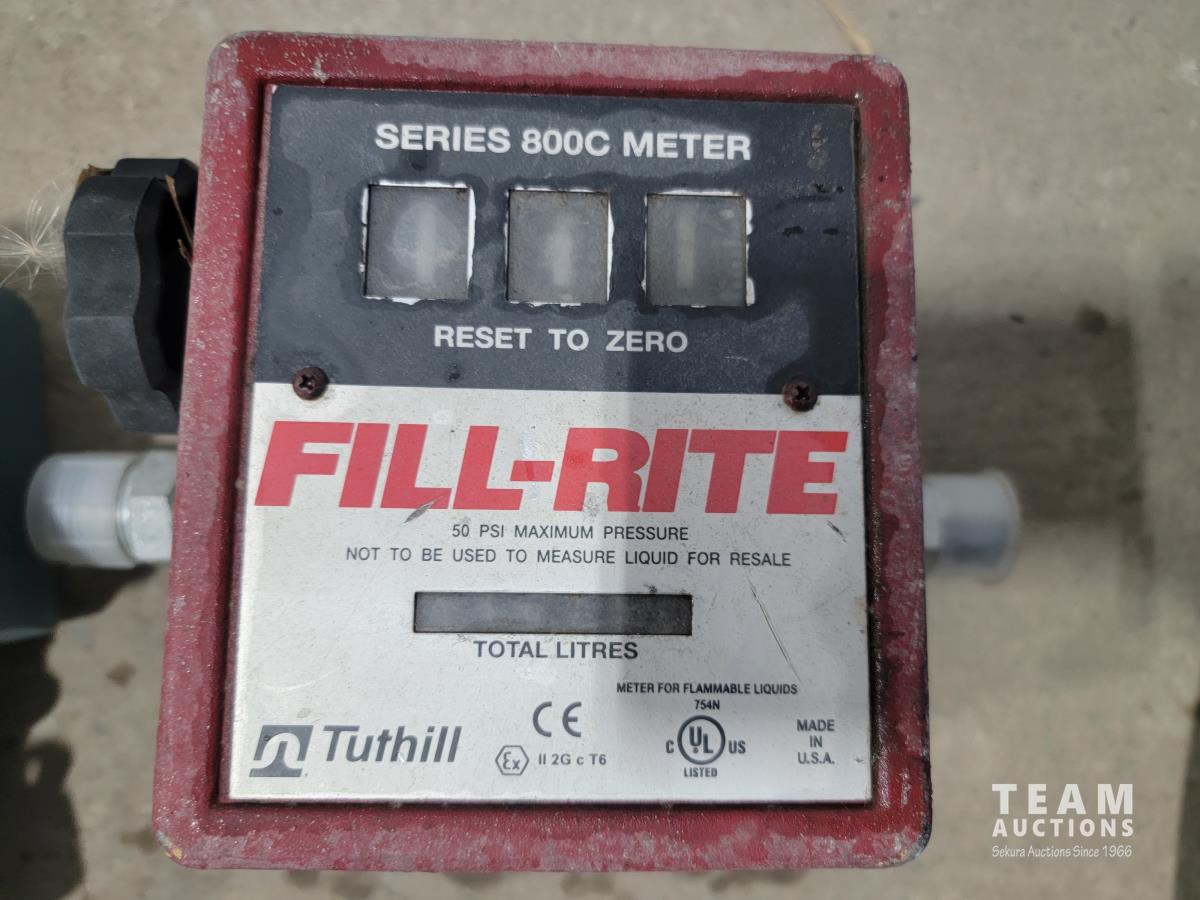 SERIES 800C METER
RESET TO ZERO
FILL-RITE
50 PSI MAXIMUM PRESSURE
NOT TO BE USED TO MEASURE LIQUID FOR RESALE
TOTAL LITRES
METER FOR FLAMMABLE LIQUIDS
754N
Tuthill
CE
Ex II 2G c T6
C UL US
LISTED
MADE
IN
U.S.A.
TEAM
AUCTIONS
Sekura Auctions Since 1966